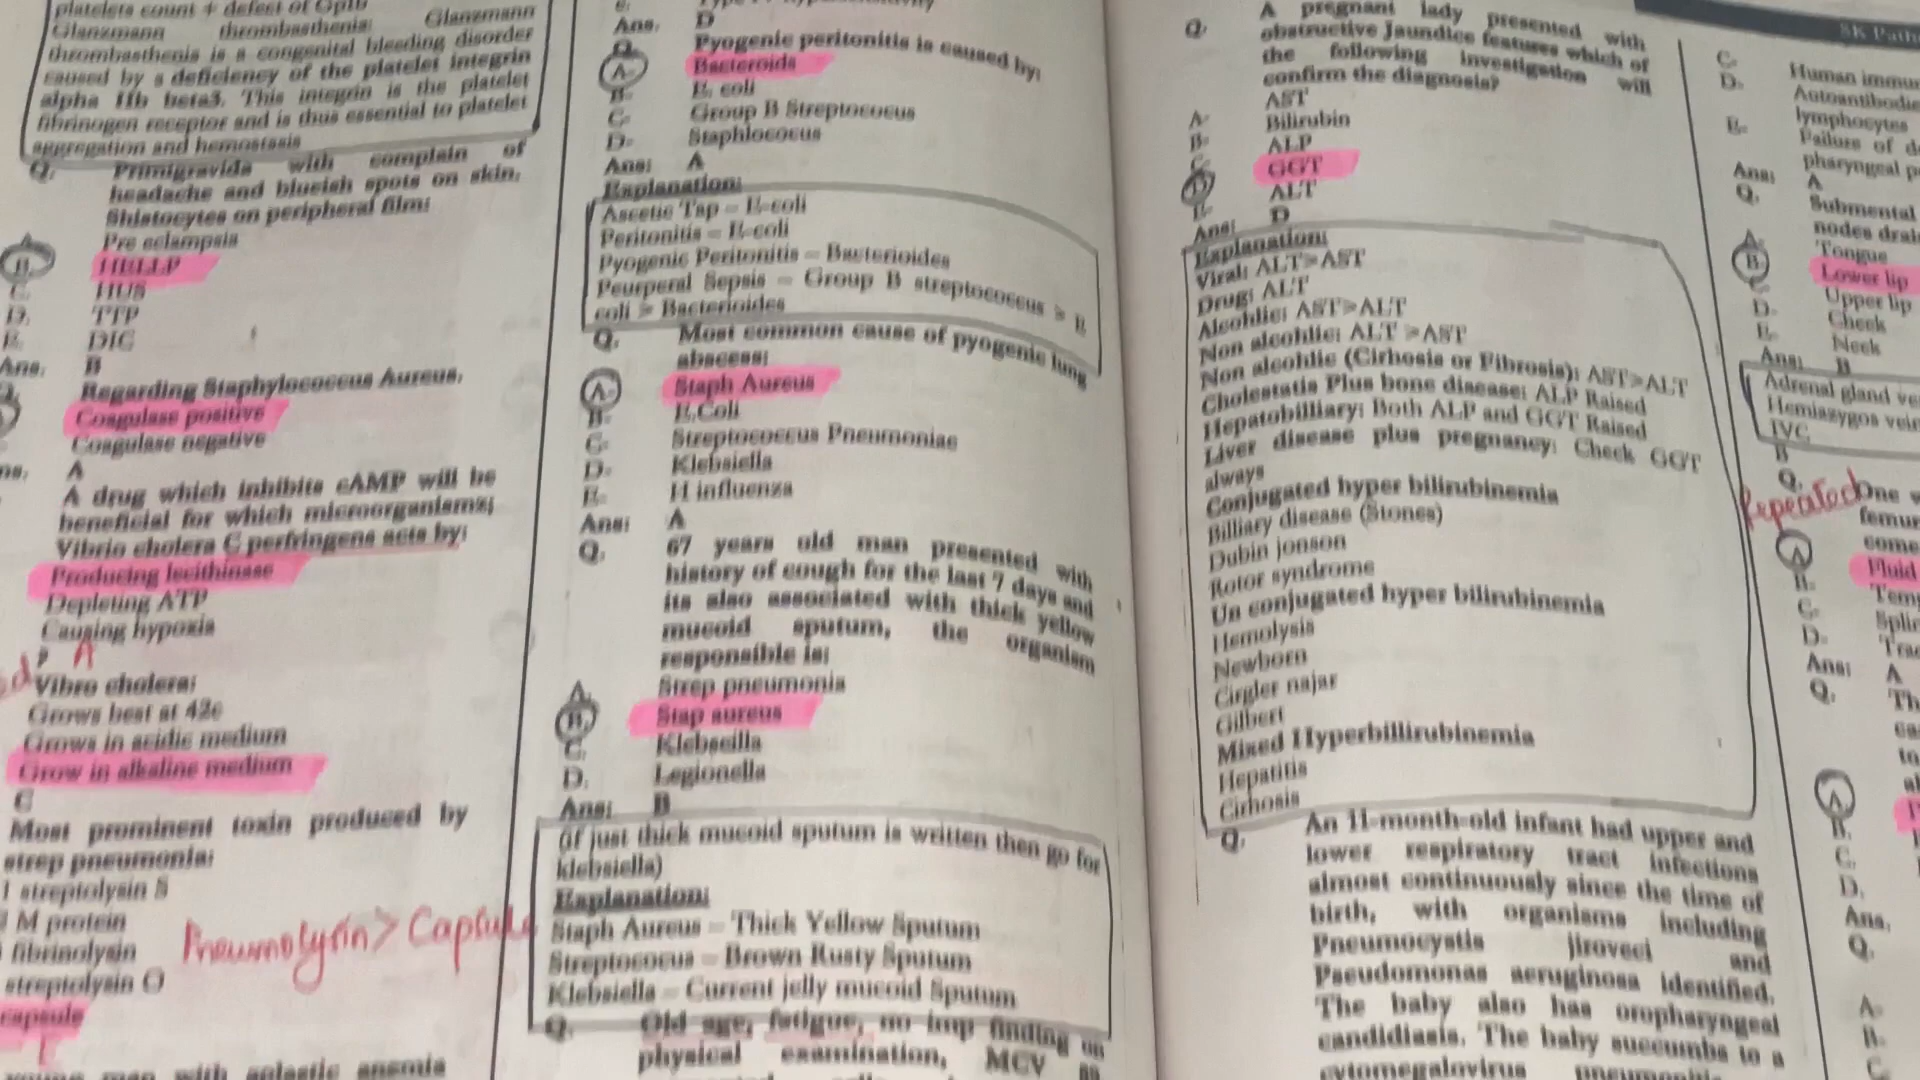 platelets count + defect of GpIb
Glanzmann thrombasthenia: Glanzmann
thrombasthenis is a congenital bleeding disorder
caused by a deficiency of the platelet integrin
alpha IIb beta3. This integrin is the platelet
fibrinogen receptor and is thus essential to platelet
aggregation and hemostasis
Q. Primigravida with complain of
headache and blueish spots on skin.
Shistocytes on peripheral film:
A. Pre eclampsia
B. HELLP
C. HUS
D. TTP
E. DIC
Ans. B
Regarding Staphylococcus Aureus.
Coagulase positive
Coagulase negative
A
A drug which inhibits cAMP will be
beneficial for which microorganisms;
Vibrio cholera C perfringens acts by:
Producing lecithinase
Depleting ATP
Causing hypoxia
A
Vibro cholera:
Grows best at 42c
Grows in acidic medium
Grow in alkaline medium
C
Most prominent toxin produced by
strep pneumonia:
streptolysin S
M protein
fibrinolysin
streptolysin O
capsule
Pneumolysin > Capsule
young man with aplastic anemia
Ans. D
Q. Pyogenic peritonitis is caused by:
A- Bacteroids
B- E. coli
C- Group B Streptococus
D- Staphlococus
Ans: A
Explanation:
Ascetic Tap – E-coli
Peritonitis – E-coli
Pyogenic Peritonitis – Bacterioides
Peurperal Sepsis – Group B streptococcus > E
coli > Bacterioides
Q. Most common cause of pyogenic lung
abscess:
A- Staph Aureus
B- E.Coli
C- Streptococcus Pneumoniae
D- Klebsiella
E- H influenza
Ans: A
Q. 67 years old man presented with
history of cough for the last 7 days and
its also associated with thick yellow
mucoid sputum, the organism
responsible is:
A. Strep pneumonia
B. Stap aureus
C. Klebseilla
D. Legionella
Ans: B
(if just thick mucoid sputum is written then go for
klebsiella)
Explanation:
Staph Aureus – Thick Yellow Sputum
Streptococus – Brown Rusty Sputum
Klebsiella – Current jelly mucoid Sputum
Q. Old age, fatigue, no imp finding on
physical examination, MCV
Q. A pregnant lady presented with
obstructive Jaundice features which of
the following investigation will
confirm the diagnosis?
AST
A- Bilirubin
B- ALP
C- GGT
D ALT
E-
Ans: D
Explanation:
Viral: ALT>AST
Drug: ALT
Alcohlic: AST>ALT
Non alcohlic: ALT >AST
Non alcohlic (Cirhosis or Fibrosis): AST>ALT
Cholestatis Plus bone disease: ALP Raised
Hepatobilliary: Both ALP and GGT Raised
Liver disease plus pregnancy: Check GGT
always
Conjugated hyper bilirubinemia
Billiary disease (Stones)
Dubin jonson
Rotor syndrome
Un conjugated hyper bilirubinemia
Hemolysis
Newborn
Cirgler najar
Gilbert
Mixed Hyperbillirubinemia
Hepatitis
Cirhosis
Q. An 11-month-old infant had upper and
lower respiratory tract infections
almost continuously since the time of
birth, with organisms including
Pneumocystis jiroveci and
Pseudomonas aeruginosa identified.
The baby also has oropharyngeal
candidiasis. The baby succumbs to a
cytomegalovirus pneumonia
SK Patho
C- Human immun
D- Autoantibodie
lymphocytes
E- Failure of d
pharyngeal p
Ans: A
Q. Submental
nodes drai
A- Tongue
B. Lower lip
Upper lip
D- Cheek
E- Neck
Ans: B
Adrenal gland ve
Hemiazygos vein
IVC
B
Q. One
Repeated
femur
come
A Fluid
B- Tem
C- Splin
D- Tra
Ans: A
Q. Th
A
B.
C.
D.
Ans.
Q.
A-
B-
C-